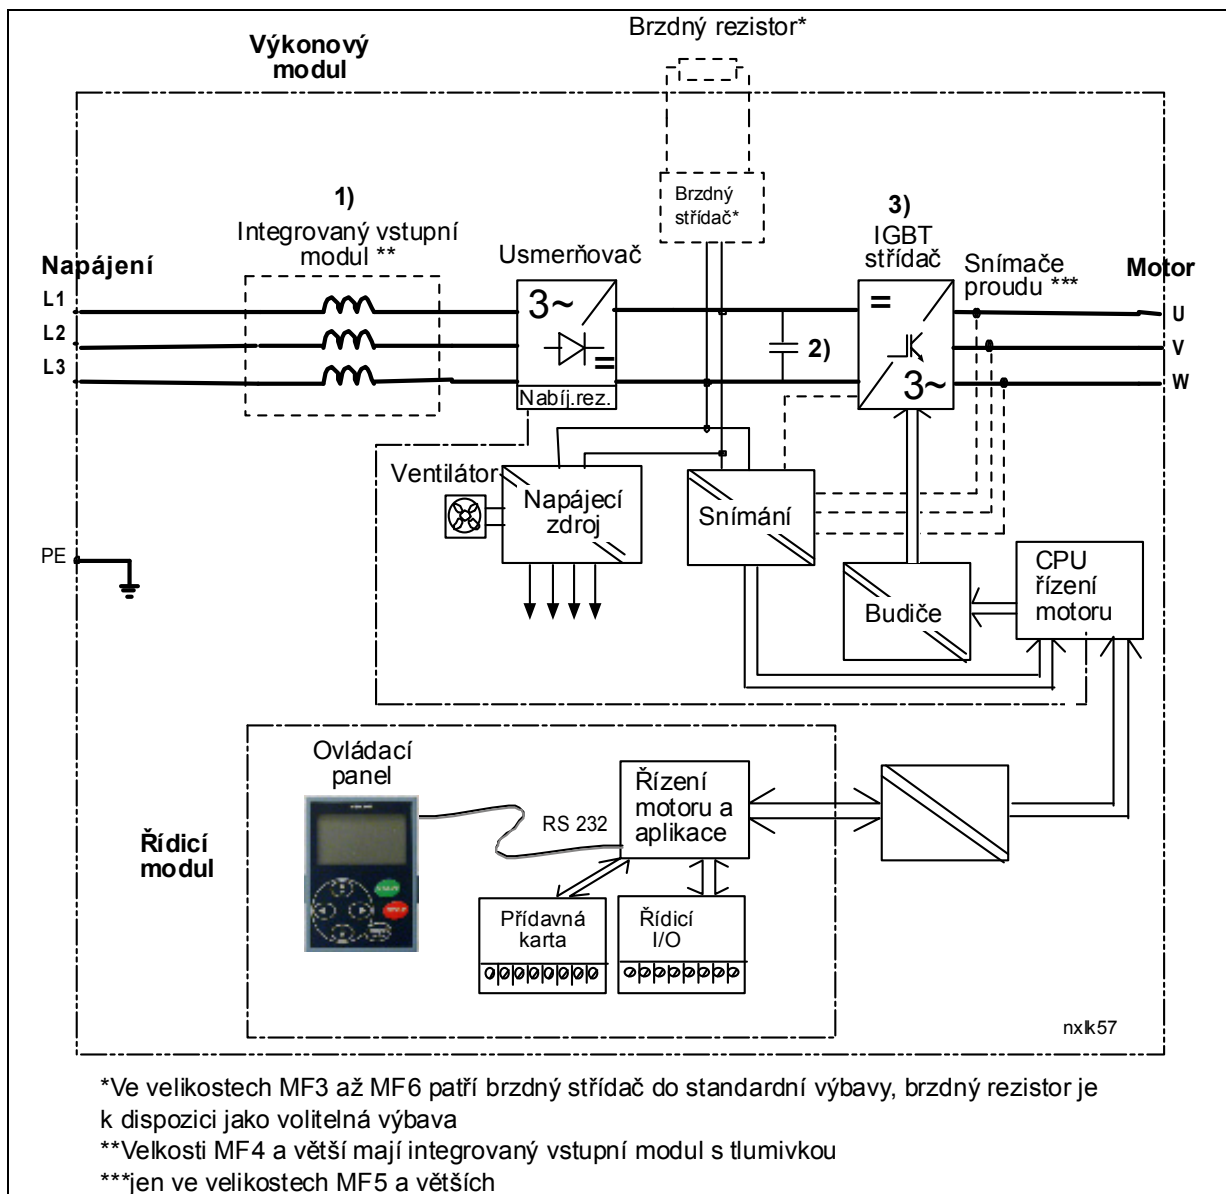 Brzdný rezistor*
Výkonový
modul
Brzdný
střídač*
1)
Integrovaný vstupní
modul **
Usmerňovač
3)
IGBT
střídač
Snímače
proudu ***
Napájení
Motor
L1
L2
L3
3~
=
Nabíj.rez.
2)
=
3~
U
V
W
Ventilátor
Napájecí
zdroj
Snímání
PE
CPU
řízení
motoru
Budiče
Ovládací
panel
Řízení
motoru a
aplikace
RS 232
Řídicí
modul
Přídavná
karta
Řídicí
I/O
nxlk57
*Ve velikostech MF3 až MF6 patří brzdný střídač do standardní výbavy, brzdný rezistor je
k dispozici jako volitelná výbava
**Velkosti MF4 a větší mají integrovaný vstupní modul s tlumivkou
***jen ve velikostech MF5 a větších